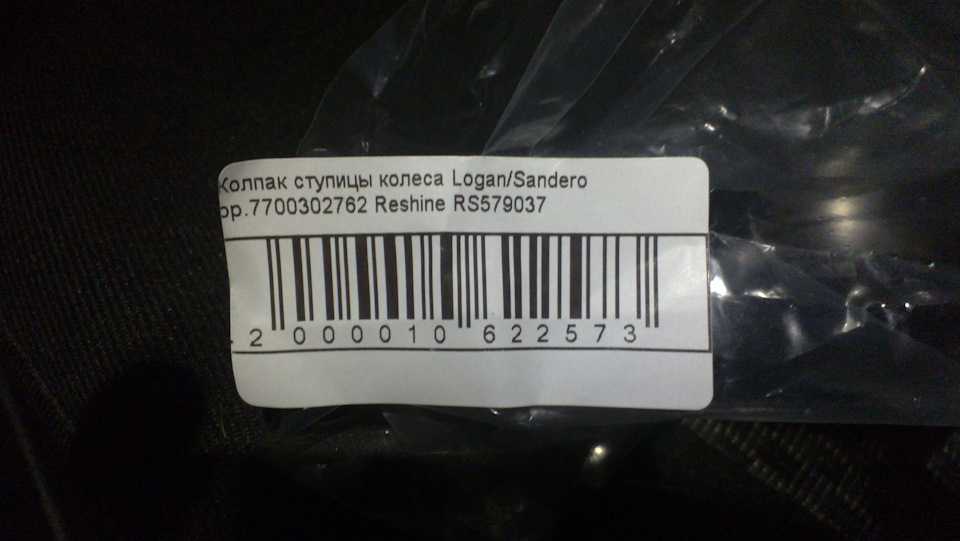 Колпак ступицы колеса Logan/Sandero
ор.7700302762 Reshine RS579037
2 000010 622573